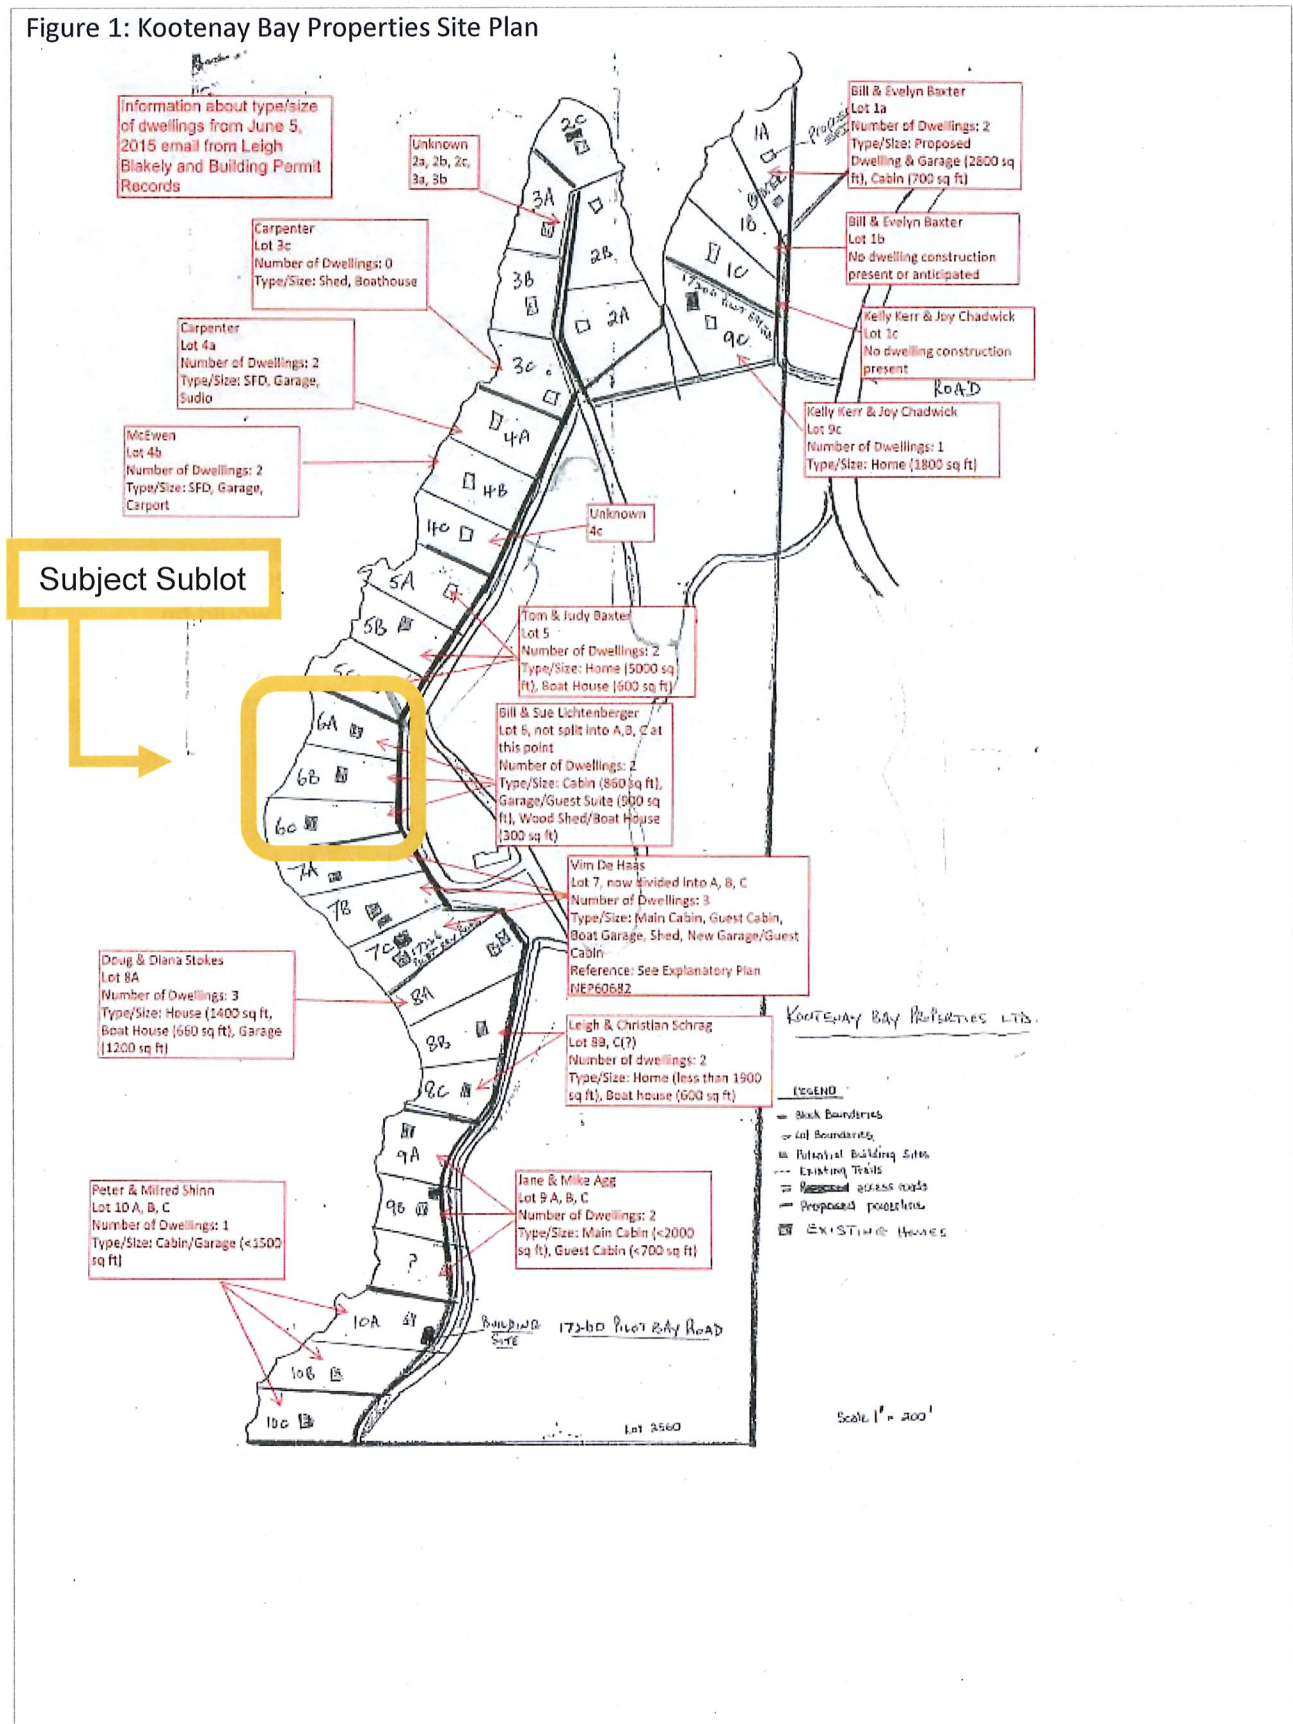 Figure 1: Kootenay Bay Properties Site Plan
Information about type/size
of dwellings from June 5,
2015 email from Leigh
Blakely and Building Permit
Records
Unknown
2a, 2b, 2c,
3a, 3b
Bill & Evelyn Baxter
Lot 1a
Number of Dwellings: 2
Type/Size: Proposed
Dwelling & Garage (2800 sq
ft), Cabin (700 sq ft)
Carpenter
Lot 3c
Number of Dwellings: 0
Type/Size: Shed, Boathouse
Bill & Evelyn Baxter
Lot 1b
No dwelling construction
present or anticipated
Carpenter
Lot 4a
Number of Dwellings: 2
Type/Size: SFD, Garage,
Sudio
Kelly Kerr & Joy Chadwick
Lot 1c
No dwelling construction
present
ROAD
McEwen
Lot 4b
Number of Dwellings: 2
Type/Size: SFD, Garage,
Carport
Kelly Kerr & Joy Chadwick
Lot 9c
Number of Dwellings: 1
Type/Size: Home (1800 sq ft)
Unknown
4c
Subject Sublot
Tom & Judy Baxter
Lot 5
Number of Dwellings: 2
Type/Size: Home (5000 sq
ft), Boat House (600 sq ft)
Bill & Sue Lichtenberger
Lot 6, not split into A,B, C at
this point
Number of Dwellings: 2
Type/Size: Cabin (860 sq ft),
Garage/Guest Suite (900 sq
ft), Wood Shed/Boat House
(300 sq ft)
Vim De Haas
Lot 7, now divided into A, B, C
Number of Dwellings: 3
Type/Size: Main Cabin, Guest Cabin,
Boat Garage, Shed, New Garage/Guest
Cabin
Reference: See Explanatory Plan
NEP60682
Doug & Diana Stokes
Lot 8A
Number of Dwellings: 3
Type/Size: House (1400 sq ft,
Boat House (660 sq ft), Garage
(1200 sq ft)
Leigh & Christian Schrag
Lot 8B, C(?)
Number of dwellings: 2
Type/Size: Home (less than 1900
sq ft), Boat house (600 sq ft)
Jane & Mike Agg
Lot 9 A, B, C
Number of Dwellings: 2
Type/Size: Main Cabin (<2000
sq ft), Guest Cabin (<700 sq ft)
Peter & Milred Shinn
Lot 10 A, B, C
Number of Dwellings: 1
Type/Size: Cabin/Garage (<1500
sq ft)
2C
1A
3A
2B
1B
1C
3B
2A
9C
3C
4A
4B
4C
5A
5B
5C
6A
6B
6C
7A
7B
7C
8A
8B
8C
9A
9B
?
10A
10B
10C
KOOTENAY BAY PROPERTIES LTD.
LEGEND
Block Boundaries
Lot Boundaries
Potential Building Sites
Existing Trails
access roads
Proposed powerline
EXISTING HOMES
BUILDING
SITE
17260 PILOT BAY ROAD
Lot 3560
Scale 1" = 200'